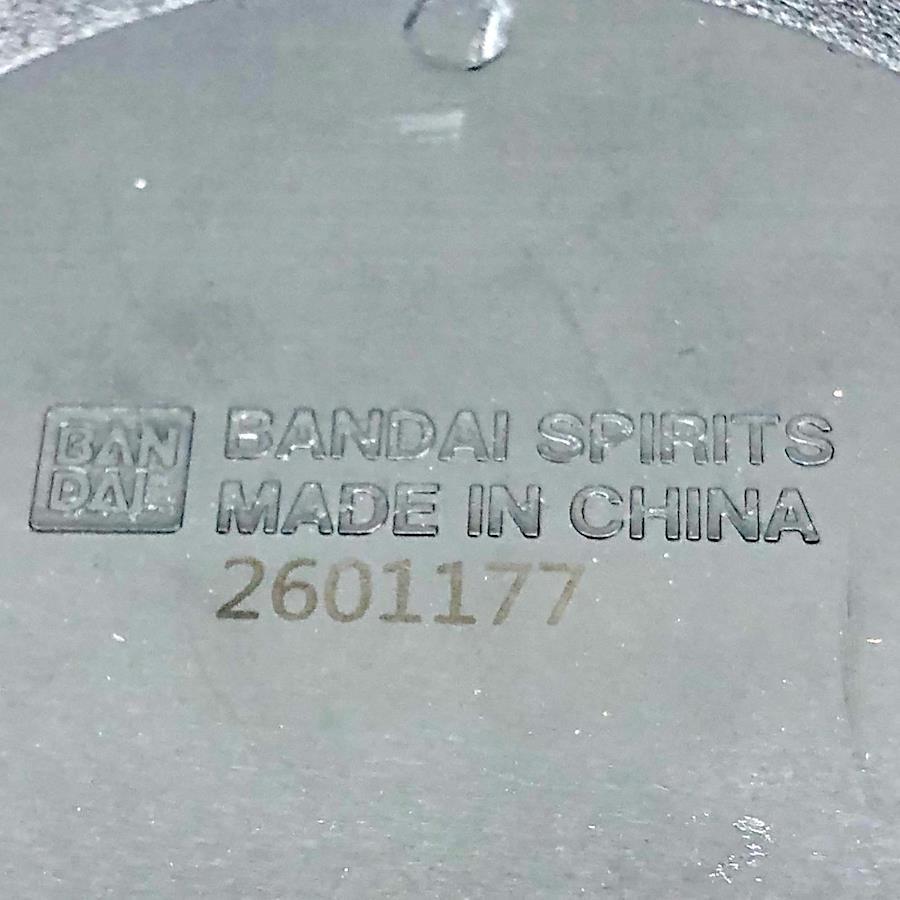 BAN
DAI
BANDAI SPIRITS
MADE IN CHINA
2601177